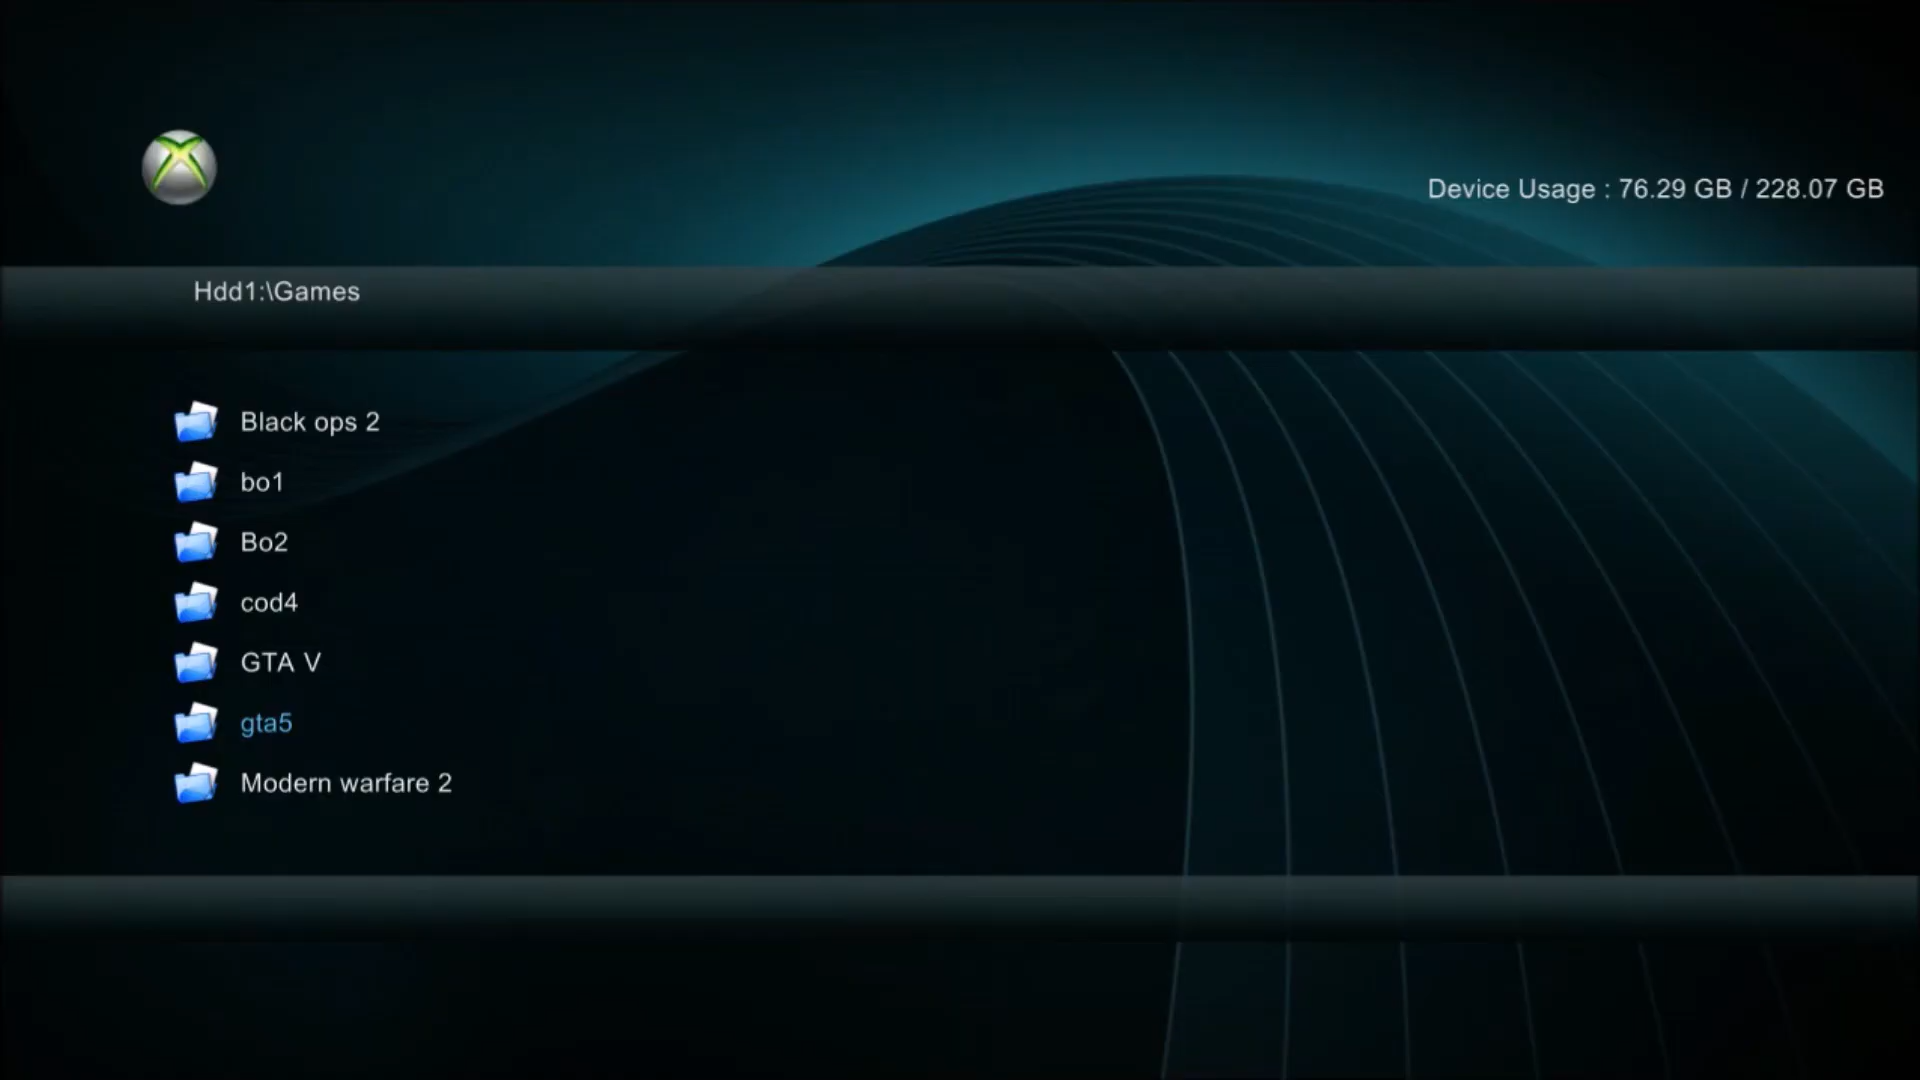 Device Usage : 76.29 GB / 228.07 GB
Hdd1:\Games
Black ops 2
bo1
Bo2
cod4
GTA V
gta5
Modern warfare 2